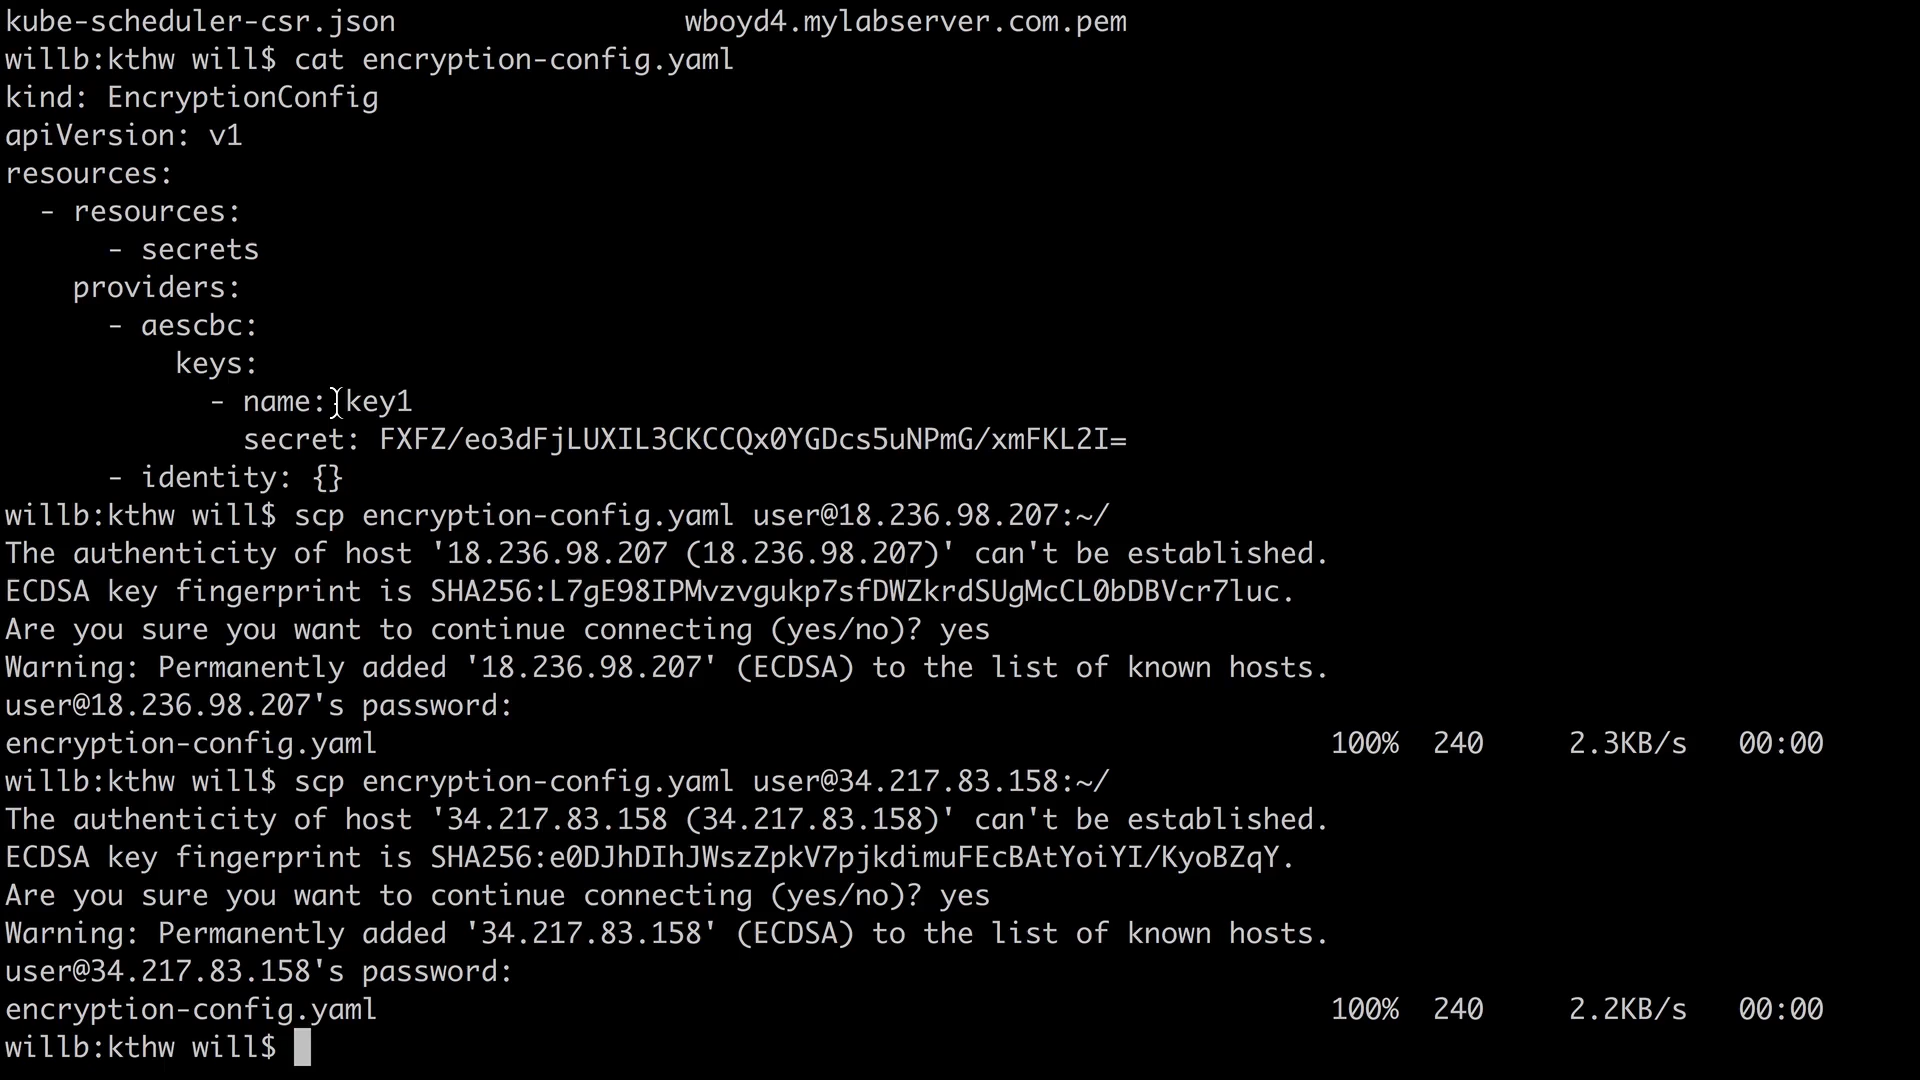 kube-scheduler-csr.json wboyd4.mylabserver.com.pem
willb:kthw will$ cat encryption-config.yaml
kind: EncryptionConfig
apiVersion: v1
resources:
  - resources:
      - secrets
    providers:
      - aescbc:
          keys:
            - name: key1
              secret: FXFZ/eo3dFjLUXIL3CKCCQx0YGDcs5uNPmG/xmFKL2I=
      - identity: {}
willb:kthw will$ scp encryption-config.yaml user@18.236.98.207:~/
The authenticity of host '18.236.98.207 (18.236.98.207)' can't be established.
ECDSA key fingerprint is SHA256:L7gE98IPMvzvgukp7sfDWZkrdSUgMcCL0bDBVcr7luc.
Are you sure you want to continue connecting (yes/no)? yes
Warning: Permanently added '18.236.98.207' (ECDSA) to the list of known hosts.
user@18.236.98.207's password:
encryption-config.yaml 100% 240 2.3KB/s 00:00
willb:kthw will$ scp encryption-config.yaml user@34.217.83.158:~/
The authenticity of host '34.217.83.158 (34.217.83.158)' can't be established.
ECDSA key fingerprint is SHA256:e0DJhDIhJWszZpkV7pjkdimuFEcBAtYoiYI/KyoBZqY.
Are you sure you want to continue connecting (yes/no)? yes
Warning: Permanently added '34.217.83.158' (ECDSA) to the list of known hosts.
user@34.217.83.158's password:
encryption-config.yaml 100% 240 2.2KB/s 00:00
willb:kthw will$